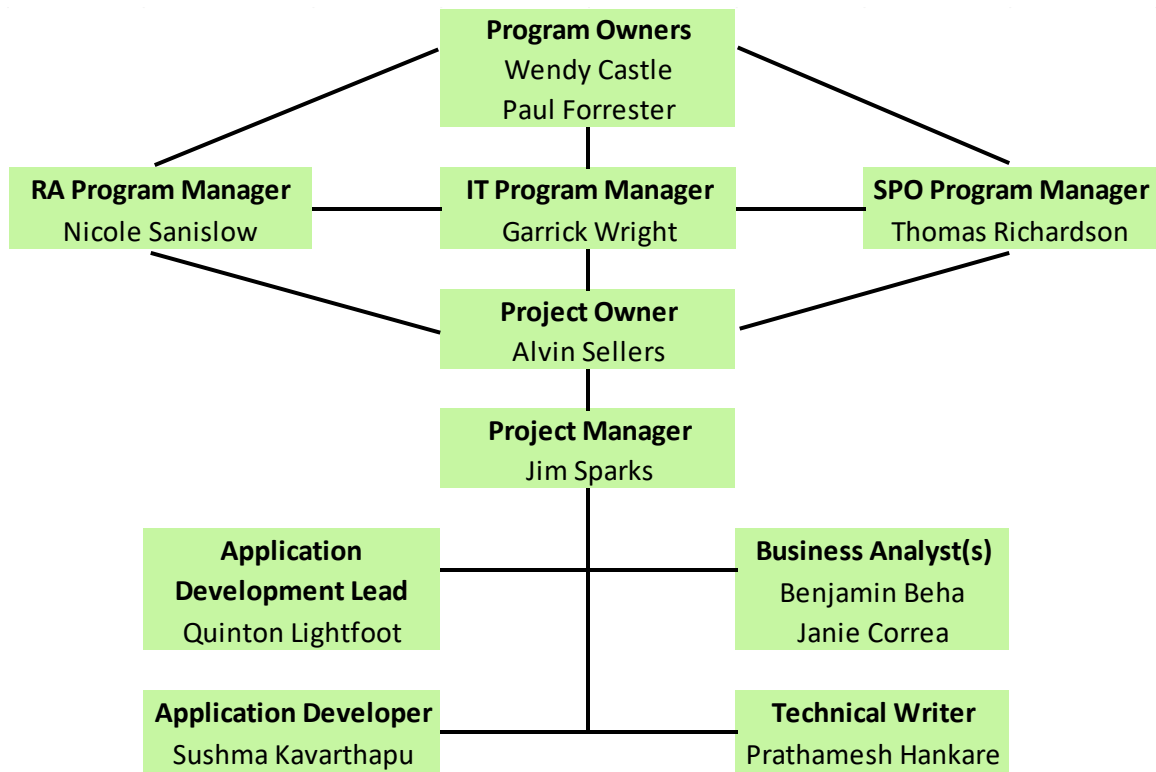 Program Owners
Wendy Castle
Paul Forrester
RA Program Manager
Nicole Sanislow
IT Program Manager
Garrick Wright
SPO Program Manager
Thomas Richardson
Project Owner
Alvin Sellers
Project Manager
Jim Sparks
Application
Development Lead
Quinton Lightfoot
Business Analyst(s)
Benjamin Beha
Janie Correa
Application Developer
Sushma Kavarthapu
Technical Writer
Prathamesh Hankare